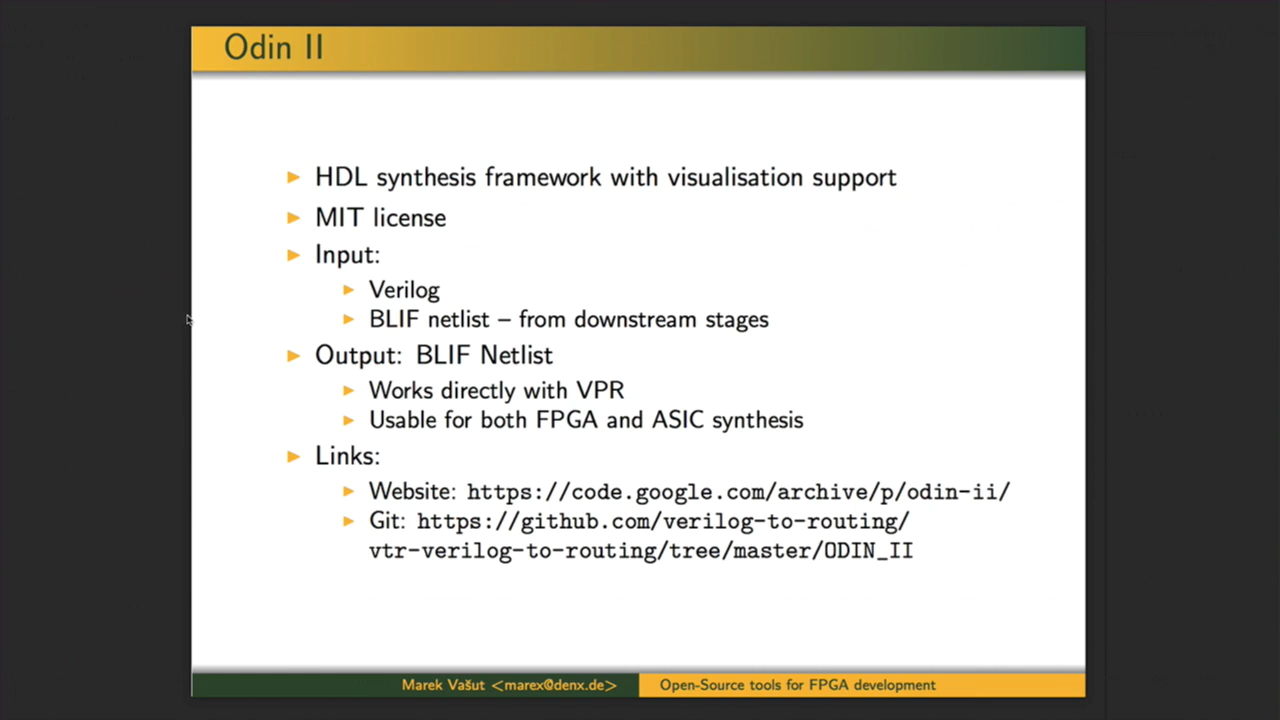 Odin II
HDL synthesis framework with visualisation support
MIT license
Input:
Verilog
BLIF netlist – from downstream stages
Output: BLIF Netlist
Works directly with VPR
Usable for both FPGA and ASIC synthesis
Links:
Website: https://code.google.com/archive/p/odin-ii/
Git: https://github.com/verilog-to-routing/
vtr-verilog-to-routing/tree/master/ODIN_II
Marek Vašut <marex@denx.de>
Open-Source tools for FPGA development